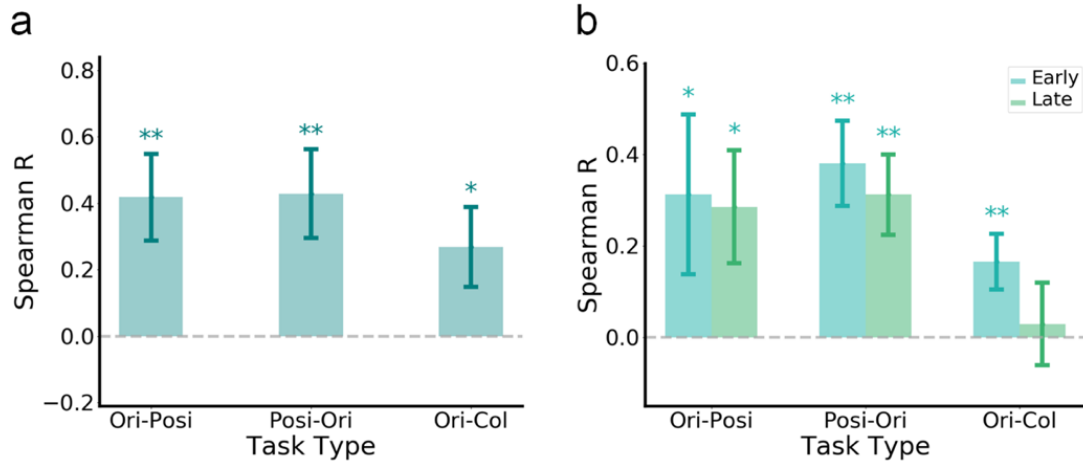 a
0.8
0.6
0.4
0.2
0.0
−0.2
Spearman R
**
**
*
Ori-Posi
Posi-Ori
Ori-Col
Task Type
b
0.6
0.4
0.2
0.0
Spearman R
Early
Late
*
*
**
**
**
Ori-Posi
Posi-Ori
Ori-Col
Task Type